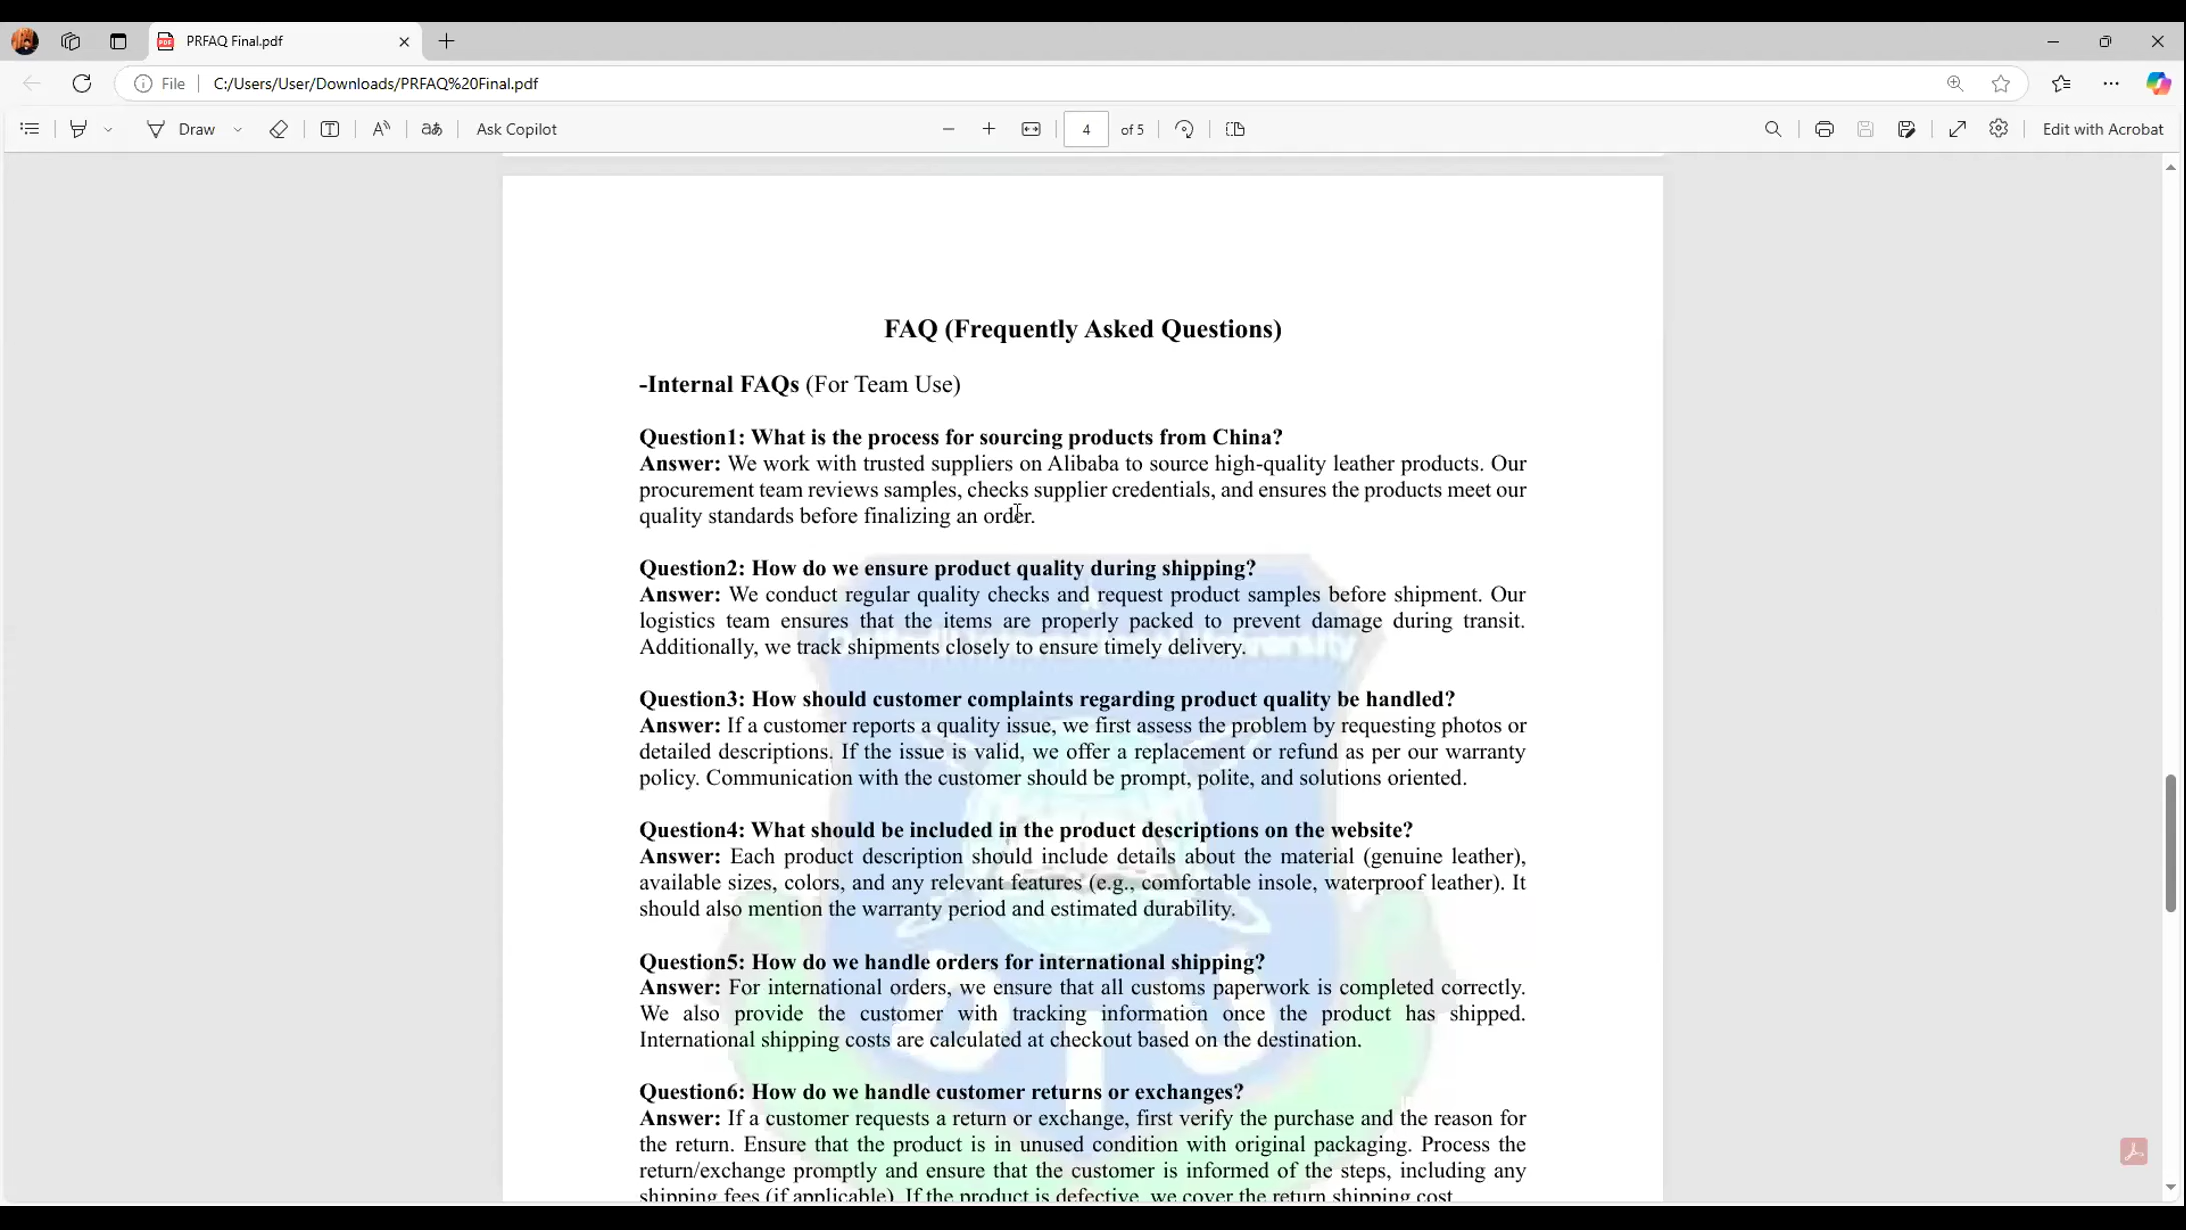 PRFAQ Final.pdf
File
C:/Users/User/Downloads/PRFAQ%20Final.pdf
Draw
Ask Copilot
4 of 5
Edit with Acrobat
FAQ (Frequently Asked Questions)
-Internal FAQs (For Team Use)
Question1: What is the process for sourcing products from China?
Answer: We work with trusted suppliers on Alibaba to source high-quality leather products. Our
procurement team reviews samples, checks supplier credentials, and ensures the products meet our
quality standards before finalizing an order.
Question2: How do we ensure product quality during shipping?
Answer: We conduct regular quality checks and request product samples before shipment. Our
logistics team ensures that the items are properly packed to prevent damage during transit.
Additionally, we track shipments closely to ensure timely delivery.
Question3: How should customer complaints regarding product quality be handled?
Answer: If a customer reports a quality issue, we first assess the problem by requesting photos or
detailed descriptions. If the issue is valid, we offer a replacement or refund as per our warranty
policy. Communication with the customer should be prompt, polite, and solutions oriented.
Question4: What should be included in the product descriptions on the website?
Answer: Each product description should include details about the material (genuine leather),
available sizes, colors, and any relevant features (e.g., comfortable insole, waterproof leather). It
should also mention the warranty period and estimated durability.
Question5: How do we handle orders for international shipping?
Answer: For international orders, we ensure that all customs paperwork is completed correctly.
We also provide the customer with tracking information once the product has shipped.
International shipping costs are calculated at checkout based on the destination.
Question6: How do we handle customer returns or exchanges?
Answer: If a customer requests a return or exchange, first verify the purchase and the reason for
the return. Ensure that the product is in unused condition with original packaging. Process the
return/exchange promptly and ensure that the customer is informed of the steps, including any
shipping fees (if applicable). If the product is defective, we cover the return shipping cost